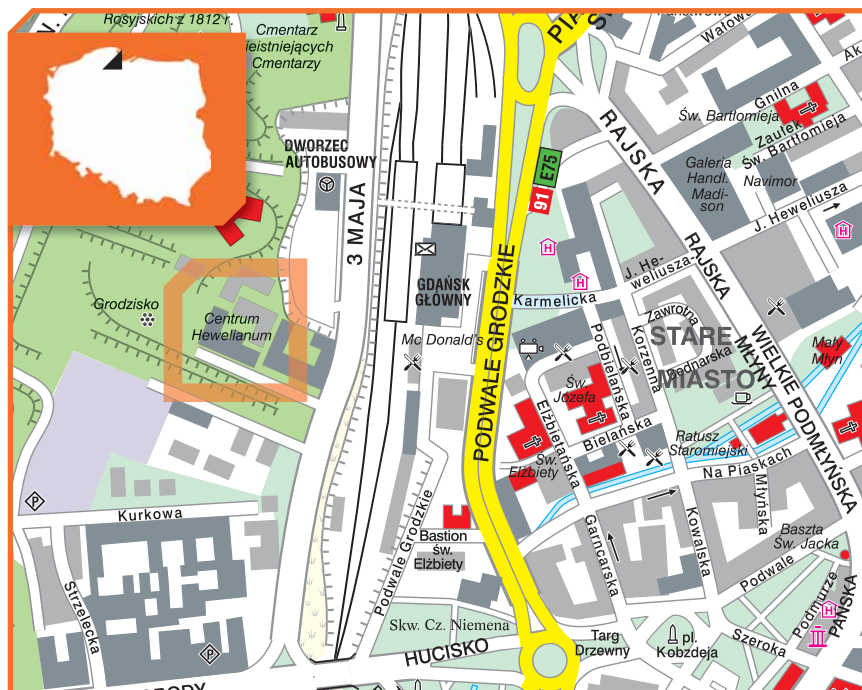 Rosyjskich z 1812 r.
Cmentarz
ieistniejących
Cmentarzy
DWORZEC
AUTOBUSOWY
3 MAJA
GDAŃSK
GŁÓWNY
Mc Donald's
Grodzisko
Centrum
Hewelianum
PODWALE GRODZKIE
91
E75
RAJSKA
RAJSKA
Wałowa
Gnilna
Św. Bartłomieja
Zaułek
Św. Bartłomieja
Galeria
Handl.
Madi-
son
Navimor
J. Heweliusza
H
H
H
J. He-
weliusza
Karmelicka
Zawrolna
STARE
MIASTO
Bednarska
Podbielańska
Korzenna
WIELKIE
MŁYNY
PODMŁYŃSKA
Mały
Młyn
Św.
Józefa
Elżbietańska
Bielańska
Św.
Elżbiety
Ratusz
Staromiejski
Na Piaskach
Młyńska
Kowalska
Garncarska
Baszta
Św. Jacka
Podwale
Podmurze
PAŃSKA
H
Szeroka
pl.
Kobzdeja
Targ
Drzewny
Bastion
Św.
Elżbiety
Podwale Grodzkie
Skw. Cz. Niemena
HUCISKO
Kurkowa
Strzelecka
P
P